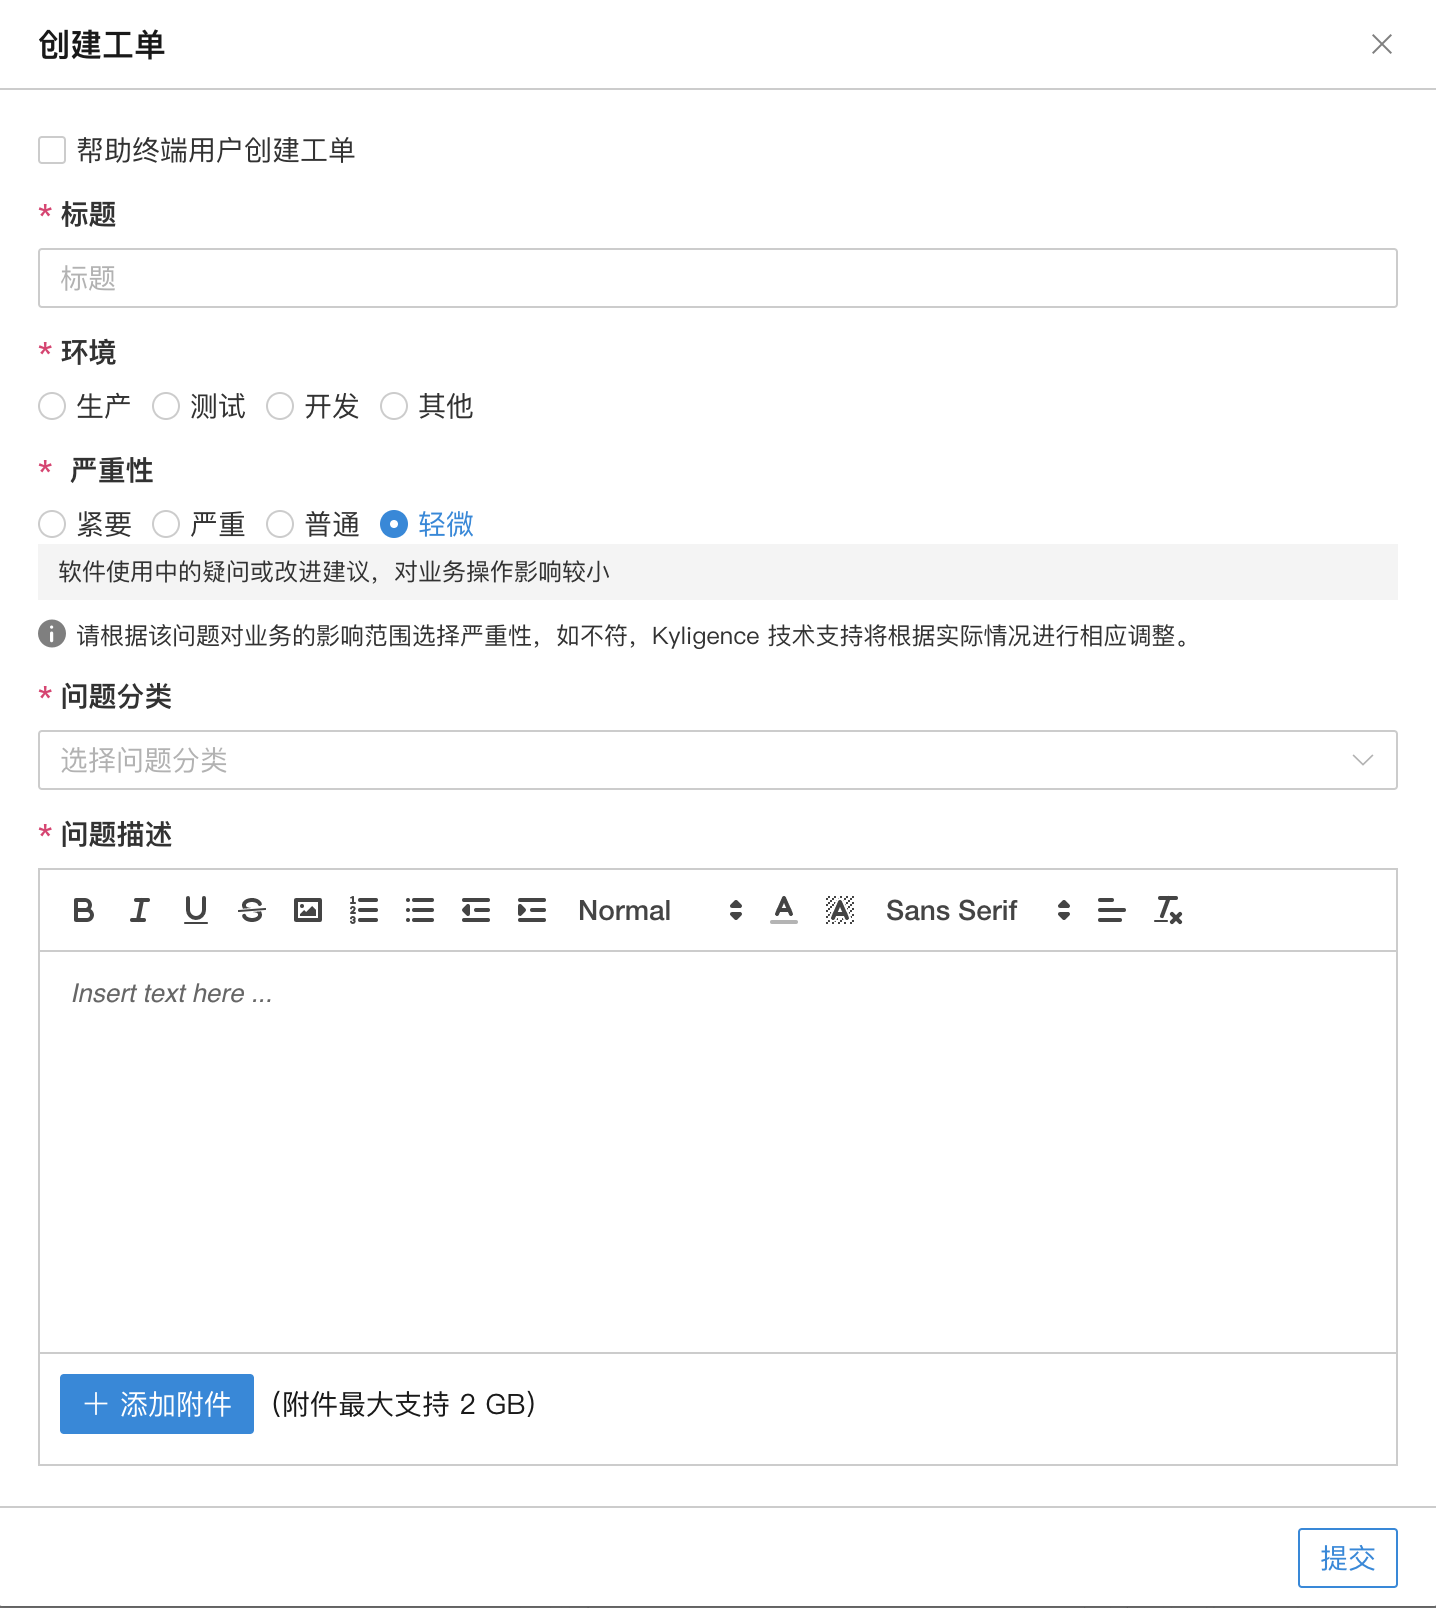 创建工单
帮助终端用户创建工单
* 标题
标题
* 环境
生产 测试 开发 其他
* 严重性
紧要 严重 普通 轻微
软件使用中的疑问或改进建议，对业务操作影响较小
请根据该问题对业务的影响范围选择严重性，如不符，Kyligence 技术支持将根据实际情况进行相应调整。
* 问题分类
选择问题分类
* 问题描述
Normal Sans Serif
Insert text here ...
+ 添加附件 (附件最大支持 2 GB)
提交